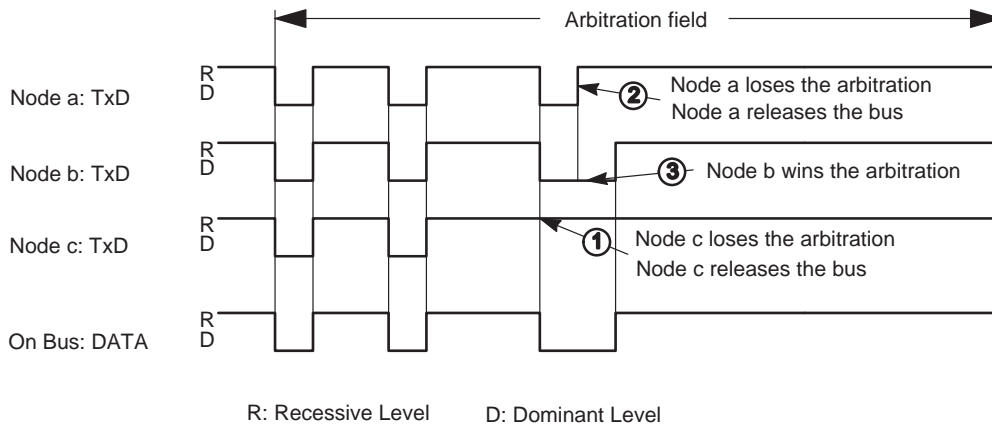 Arbitration field
Node a: TxD
R
D
② Node a loses the arbitration
Node a releases the bus
Node b: TxD
R
D
③ Node b wins the arbitration
Node c: TxD
R
D
① Node c loses the arbitration
Node c releases the bus
On Bus: DATA
R
D
R: Recessive Level D: Dominant Level